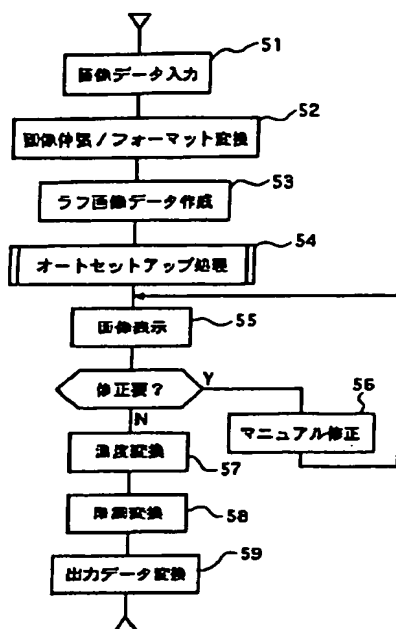 51
画像データ入力
52
画像伸張/フォーマット変換
53
ラフ画像データ作成
54
オートセットアップ処理
55
画像表示
修正要?
Y
N
56
マニュアル修正
濃度変換
57
階調変換
58
59
出力データ変換